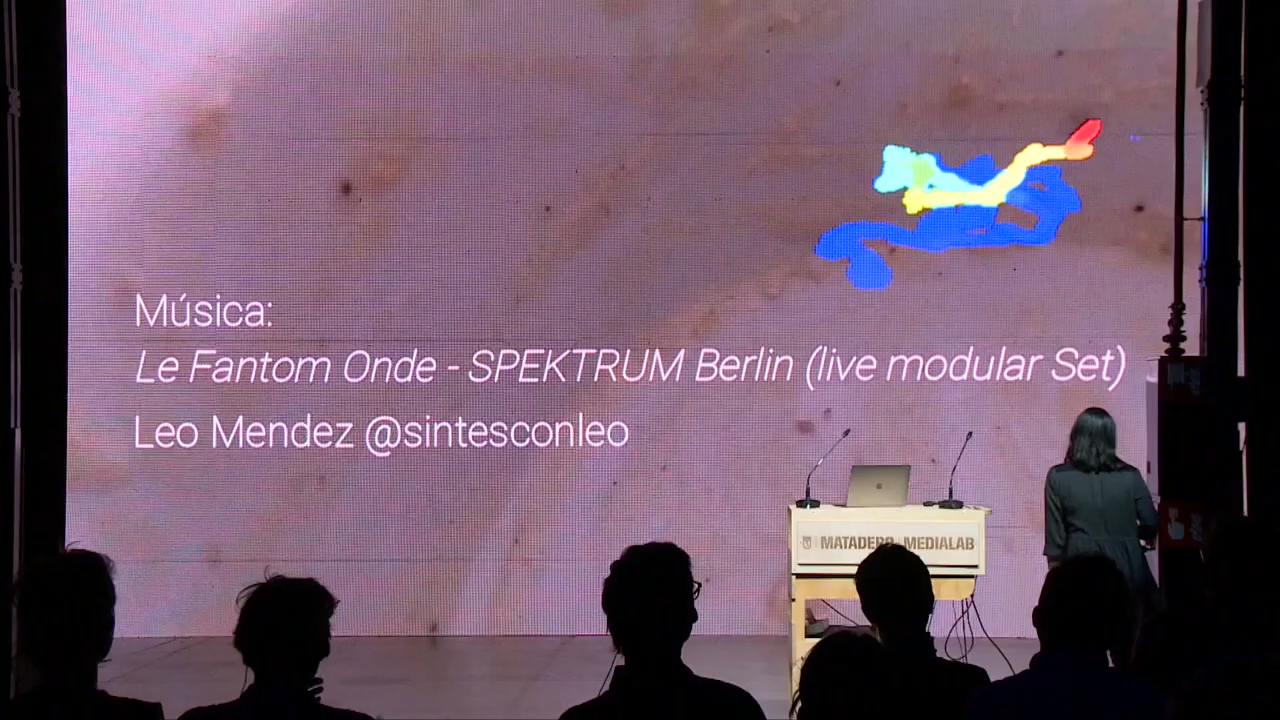 Música:
Le Fantom Onde - SPEKTRUM Berlin (live modular Set)
Leo Mendez @sintesconleo
MATADERO MEDIALAB